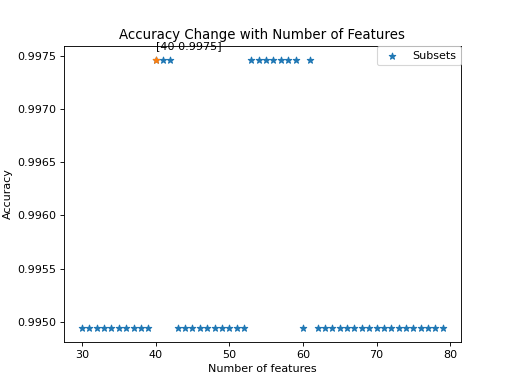 Accuracy Change with Number of Features
[40 0.9975]
Subsets
0.9975
0.9970
0.9965
0.9960
0.9955
0.9950
Accuracy
30 40 50 60 70 80
Number of features